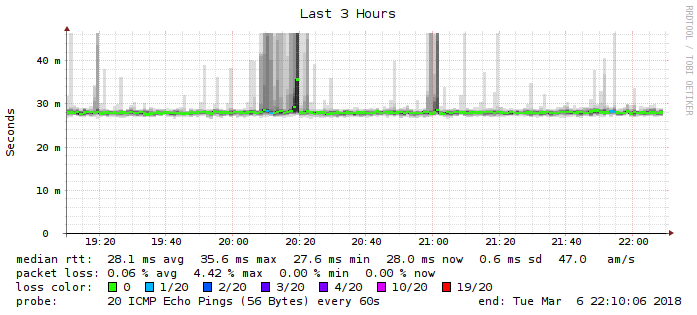 Last 3 Hours
RRDTOOL / TOBI OETIKER
Seconds
40 m
30 m
20 m
10 m
0
19:20 19:40 20:00 20:20 20:40 21:00 21:20 21:40 22:00
median rtt: 28.1 ms avg 35.6 ms max 27.6 ms min 28.0 ms now 0.6 ms sd 47.0 am/s
packet loss: 0.06 % avg 4.42 % max 0.00 % min 0.00 % now
loss color: 0 1/20 2/20 3/20 4/20 10/20 19/20
probe: 20 ICMP Echo Pings (56 Bytes) every 60s end: Tue Mar 6 22:10:06 2018